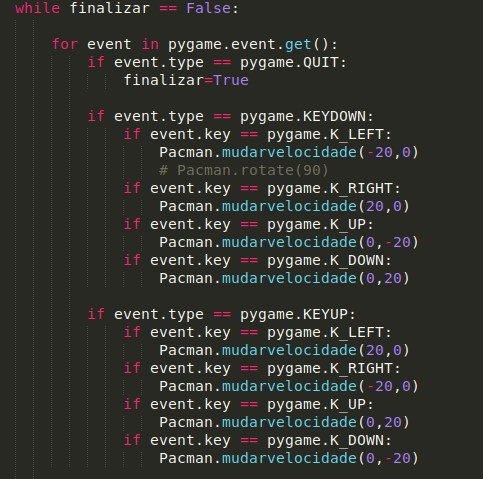 while finalizar == False:
for event in pygame.event.get():
if event.type == pygame.QUIT:
finalizar=True
if event.type == pygame.KEYDOWN:
if event.key == pygame.K_LEFT:
Pacman.mudarvelocidade(-20,0)
# Pacman.rotate(90)
if event.key == pygame.K_RIGHT:
Pacman.mudarvelocidade(20,0)
if event.key == pygame.K_UP:
Pacman.mudarvelocidade(0,-20)
if event.key == pygame.K_DOWN:
Pacman.mudarvelocidade(0,20)
if event.type == pygame.KEYUP:
if event.key == pygame.K_LEFT:
Pacman.mudarvelocidade(20,0)
if event.key == pygame.K_RIGHT:
Pacman.mudarvelocidade(-20,0)
if event.key == pygame.K_UP:
Pacman.mudarvelocidade(0,20)
if event.key == pygame.K_DOWN:
Pacman.mudarvelocidade(0,-20)